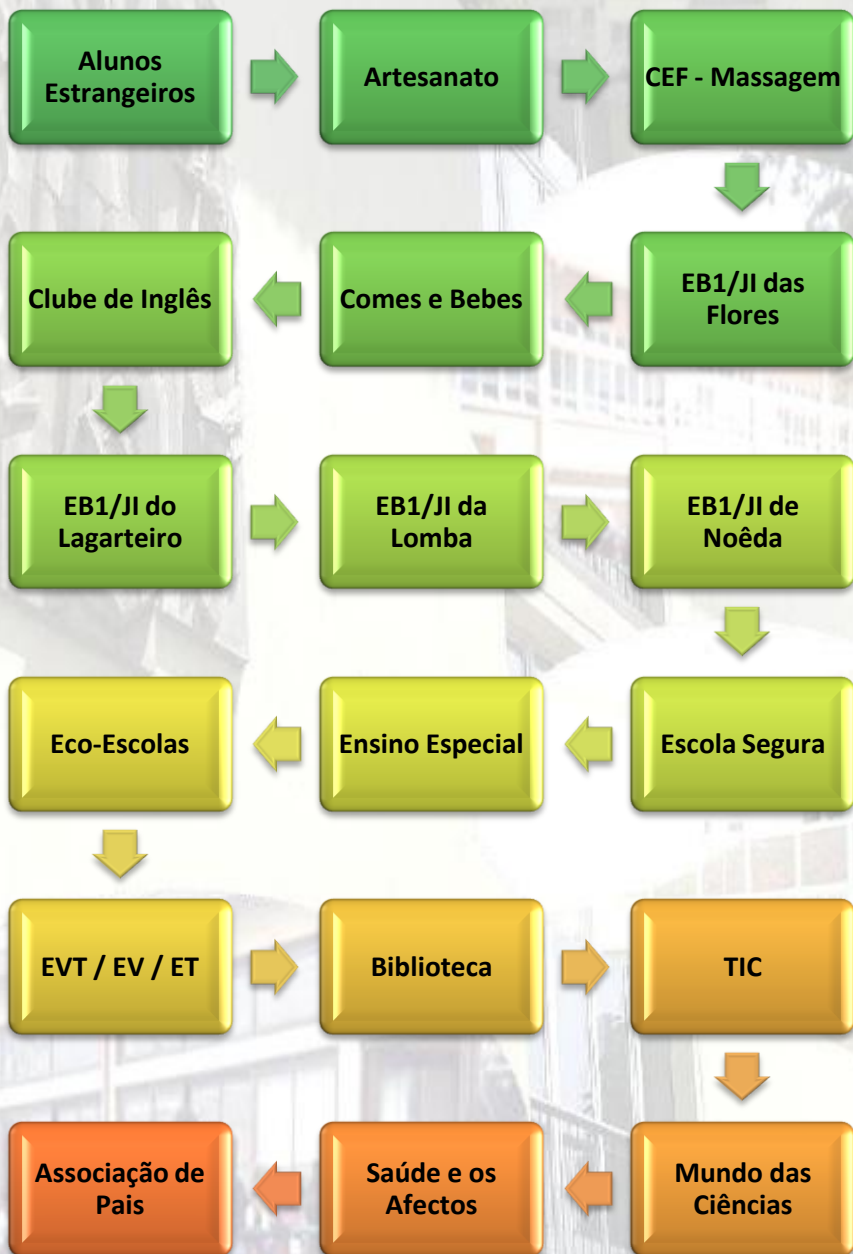 Alunos
Estrangeiros
Artesanato
CEF - Massagem
EB1/JI das
Flores
Comes e Bebes
Clube de Inglês
EB1/JI do
Lagarteiro
EB1/JI da
Lomba
EB1/JI de
Noêda
Escola Segura
Ensino Especial
Eco-Escolas
EVT / EV / ET
Biblioteca
TIC
Mundo das
Ciências
Saúde e os
Afectos
Associação de
Pais